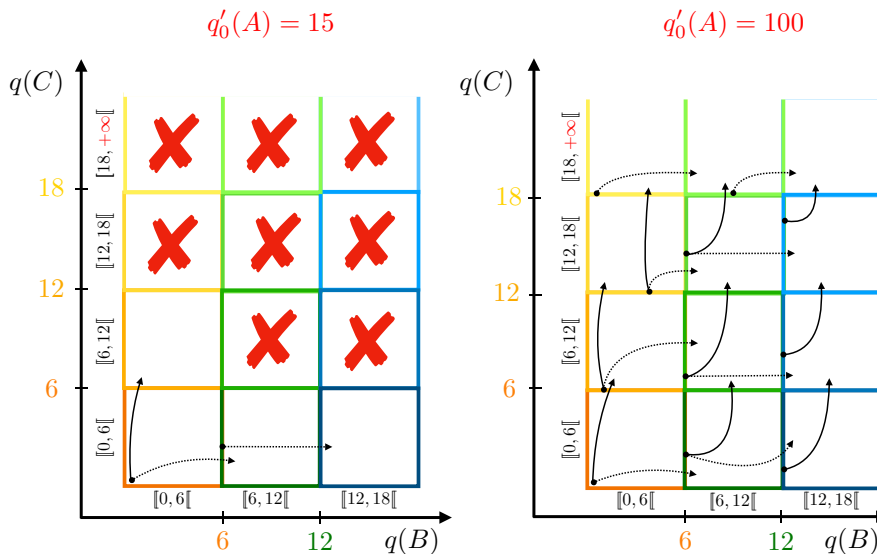 q′₀(A) = 15
q(C)
⟦18, +∞⟦
18
⟦12, 18⟦
12
⟦6, 12⟦
6
⟦0, 6⟦
⟦0, 6⟦ ⟦6, 12⟦ ⟦12, 18⟦
6 12 q(B)
q′₀(A) = 100
q(C)
⟦18, +∞⟦
18
⟦12, 18⟦
12
⟦6, 12⟦
6
⟦0, 6⟦
⟦0, 6⟦ ⟦6, 12⟦ ⟦12, 18⟦
6 12 q(B)